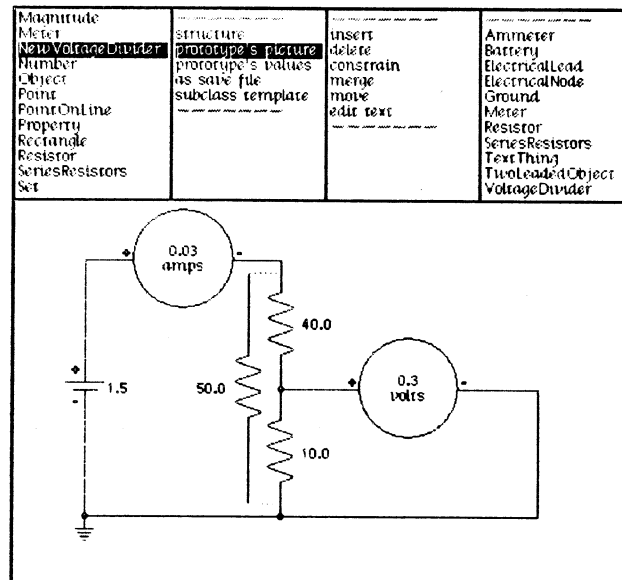 Magnitude
Meter
NewVoltageDivider
Number
Object
Point
PointOnLine
Property
Rectangle
Resistor
SeriesResistors
Set
structure
prototype's picture
prototype's values
as save file
subclass template
insert
delete
constrain
merge
move
edit text
Ammeter
Battery
ElectricalLead
ElectricalNode
Ground
Meter
Resistor
SeriesResistors
TextThing
TwoLeadedObject
VoltageDivider
0.03
amps
+
-
40.0
+
1.5
-
50.0
+
0.3
volts
-
10.0